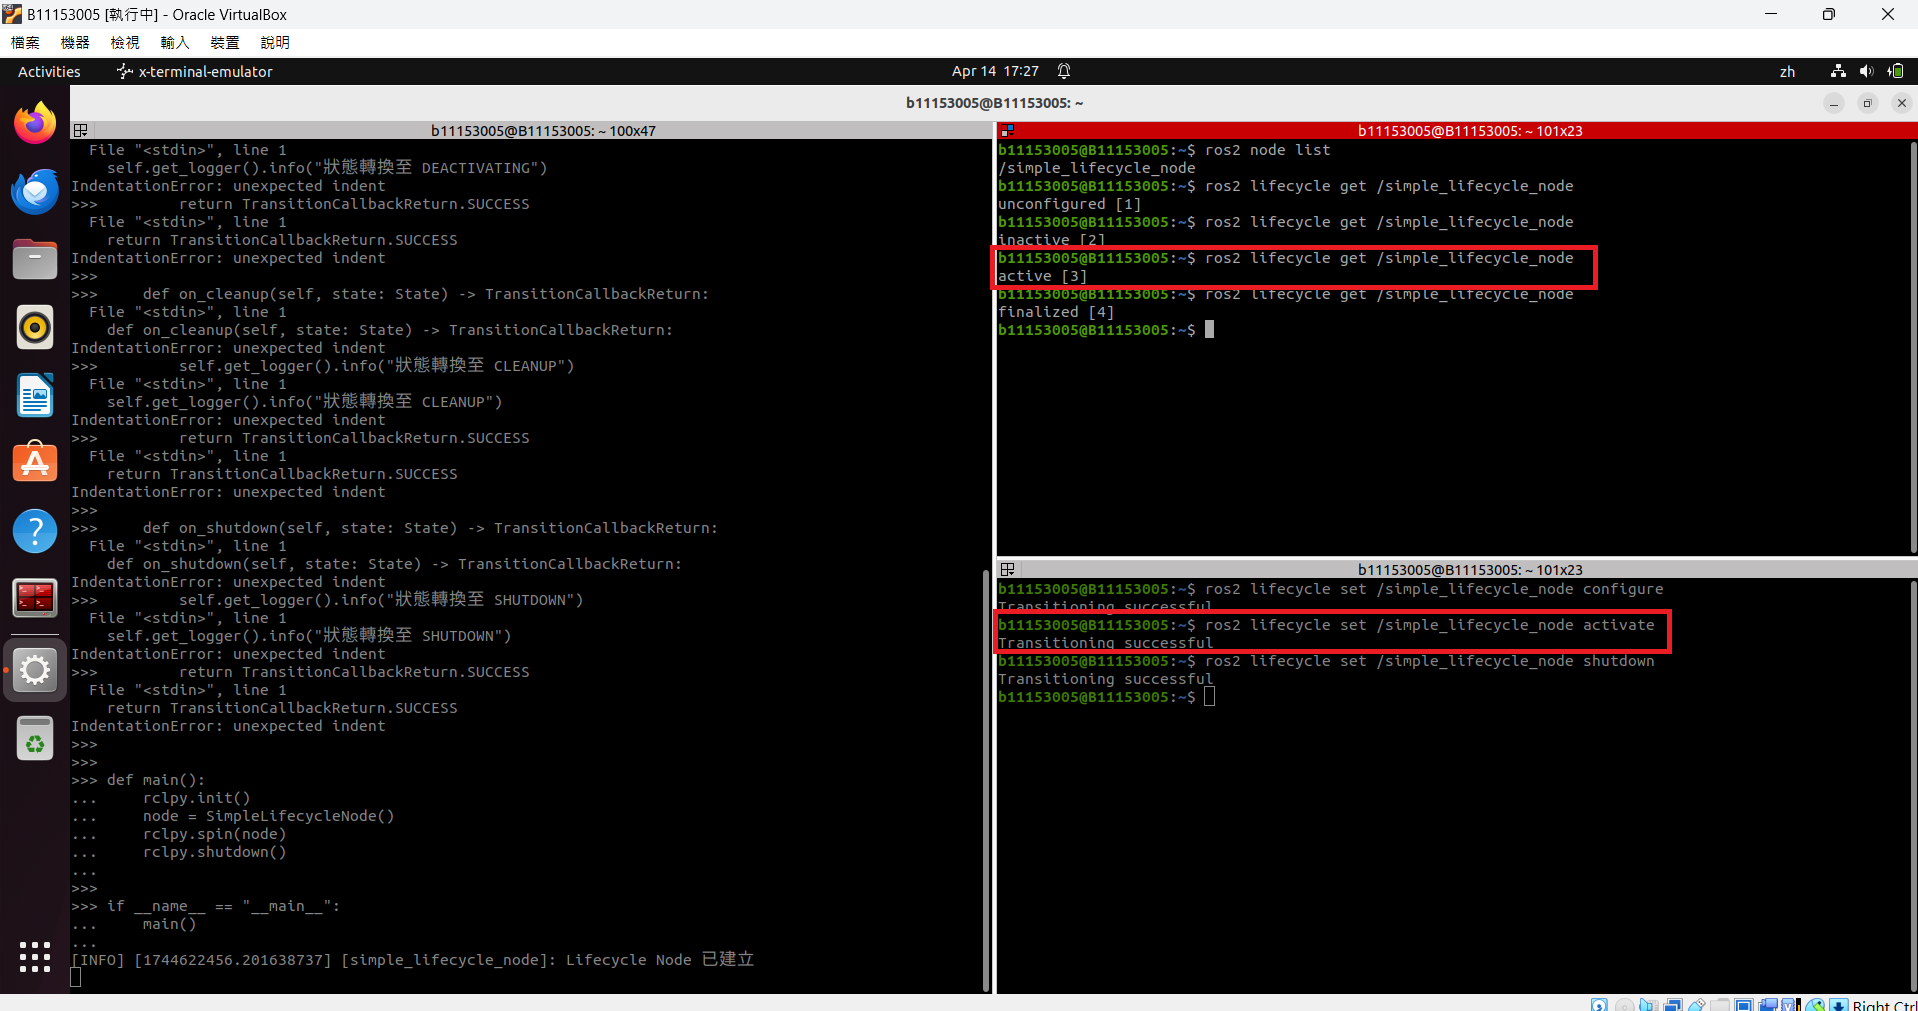 B11153005 [執行中] - Oracle VirtualBox
檔案 機器 檢視 輸入 裝置 說明
Activities x-terminal-emulator Apr 14 17:27 zh
b11153005@B11153005: ~
b11153005@B11153005: ~ 100x47
  File "<stdin>", line 1
    self.get_logger().info("狀態轉換至 DEACTIVATING")
IndentationError: unexpected indent
>>>         return TransitionCallbackReturn.SUCCESS
  File "<stdin>", line 1
    return TransitionCallbackReturn.SUCCESS
IndentationError: unexpected indent
>>>
>>>     def on_cleanup(self, state: State) -> TransitionCallbackReturn:
  File "<stdin>", line 1
    def on_cleanup(self, state: State) -> TransitionCallbackReturn:
IndentationError: unexpected indent
>>>         self.get_logger().info("狀態轉換至 CLEANUP")
  File "<stdin>", line 1
    self.get_logger().info("狀態轉換至 CLEANUP")
IndentationError: unexpected indent
>>>         return TransitionCallbackReturn.SUCCESS
  File "<stdin>", line 1
    return TransitionCallbackReturn.SUCCESS
IndentationError: unexpected indent
>>>
>>>     def on_shutdown(self, state: State) -> TransitionCallbackReturn:
  File "<stdin>", line 1
    def on_shutdown(self, state: State) -> TransitionCallbackReturn:
IndentationError: unexpected indent
>>>         self.get_logger().info("狀態轉換至 SHUTDOWN")
  File "<stdin>", line 1
    self.get_logger().info("狀態轉換至 SHUTDOWN")
IndentationError: unexpected indent
>>>         return TransitionCallbackReturn.SUCCESS
  File "<stdin>", line 1
    return TransitionCallbackReturn.SUCCESS
IndentationError: unexpected indent
>>>
>>>
>>> def main():
...     rclpy.init()
...     node = SimpleLifecycleNode()
...     rclpy.spin(node)
...     rclpy.shutdown()
...
>>>
>>> if __name__ == "__main__":
...     main()
...
[INFO] [1744622456.201638737] [simple_lifecycle_node]: Lifecycle Node 已建立
b11153005@B11153005: ~ 101x23
b11153005@B11153005:~$ ros2 node list
/simple_lifecycle_node
b11153005@B11153005:~$ ros2 lifecycle get /simple_lifecycle_node
unconfigured [1]
b11153005@B11153005:~$ ros2 lifecycle get /simple_lifecycle_node
inactive [2]
b11153005@B11153005:~$ ros2 lifecycle get /simple_lifecycle_node
active [3]
b11153005@B11153005:~$ ros2 lifecycle get /simple_lifecycle_node
finalized [4]
b11153005@B11153005:~$
b11153005@B11153005: ~ 101x23
b11153005@B11153005:~$ ros2 lifecycle set /simple_lifecycle_node configure
Transitioning successful
b11153005@B11153005:~$ ros2 lifecycle set /simple_lifecycle_node activate
Transitioning successful
b11153005@B11153005:~$ ros2 lifecycle set /simple_lifecycle_node shutdown
Transitioning successful
b11153005@B11153005:~$
Right Ctrl